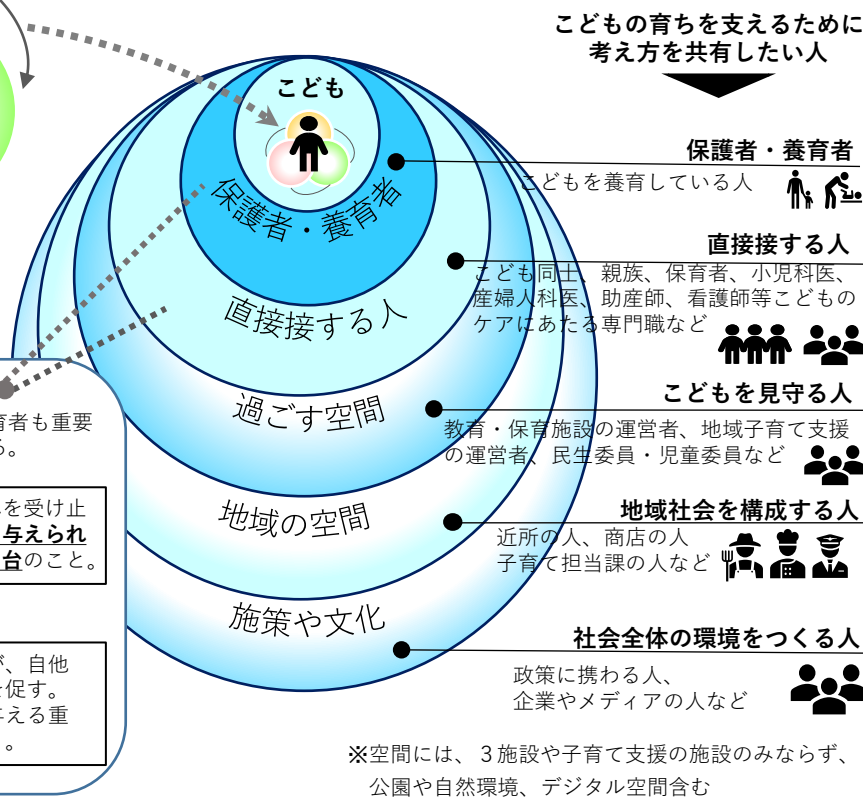 こどもの育ちを支えるために
考え方を共有したい人
こども
保護者・養育者
直接接する人
過ごす空間
地域の空間
施策や文化
保護者・養育者
こどもを養育している人
直接接する人
こども同士、親族、保育者、小児科医、
産婦人科医、助産師、看護師等こどもの
ケアにあたる専門職など
こどもを見守る人
教育・保育施設の運営者、地域子育て支援
の運営者、民生委員・児童委員など
地域社会を構成する人
近所の人、商店の人
子育て担当課の人など
社会全体の環境をつくる人
政策に携わる人、
企業やメディアの人など
※空間には、３施設や子育て支援の施設のみならず、
公園や自然環境、デジタル空間含む
育者も重要
る。
を受け止
与えられ
台のこと。
が、自他
を促す。
与える重
。